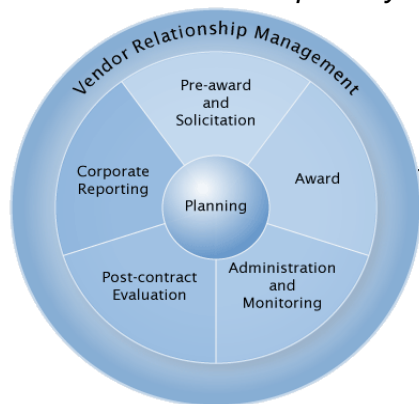 Vendor Relationship Management
Pre-award
and
Solicitation
Corporate
Reporting
Planning
Award
Post-contract
Evaluation
Administration
and
Monitoring